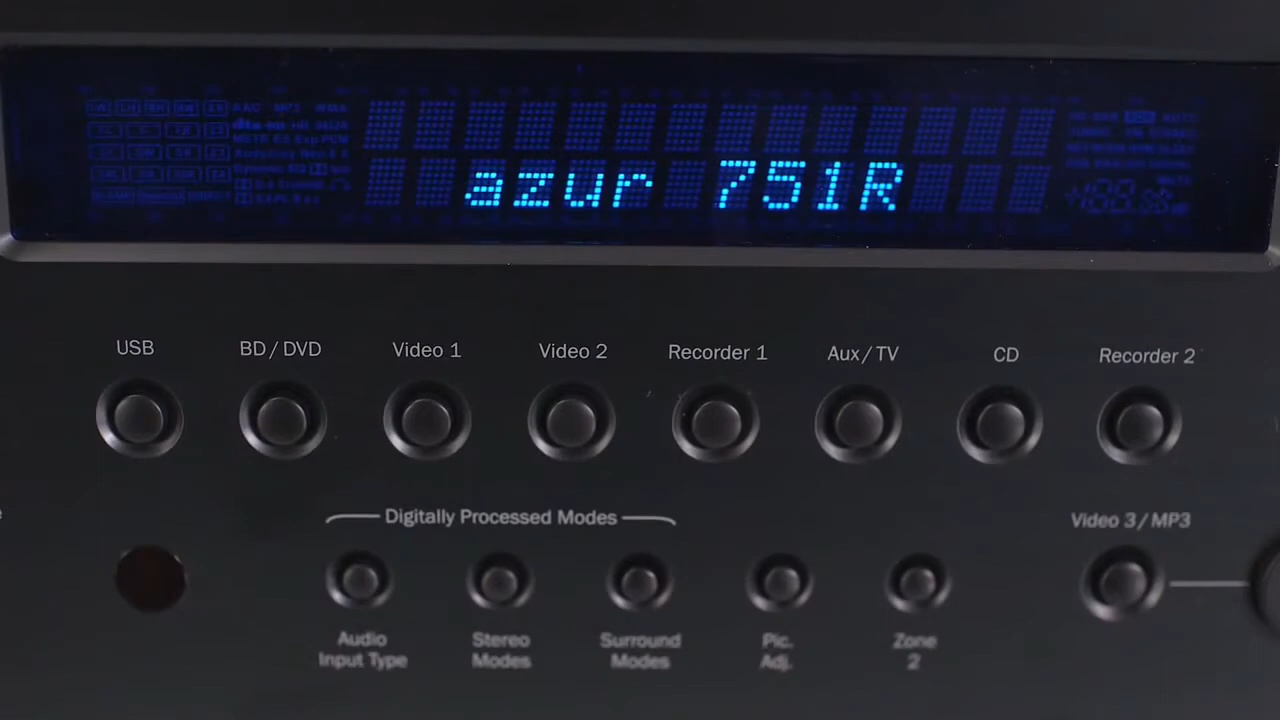 azur 751R
USB BD / DVD Video 1 Video 2 Recorder 1 Aux / TV CD Recorder 2
Digitally Processed Modes Video 3 / MP3
Audio Input Type
Stereo Modes
Surround Modes
Pic. Adj.
Zone 2